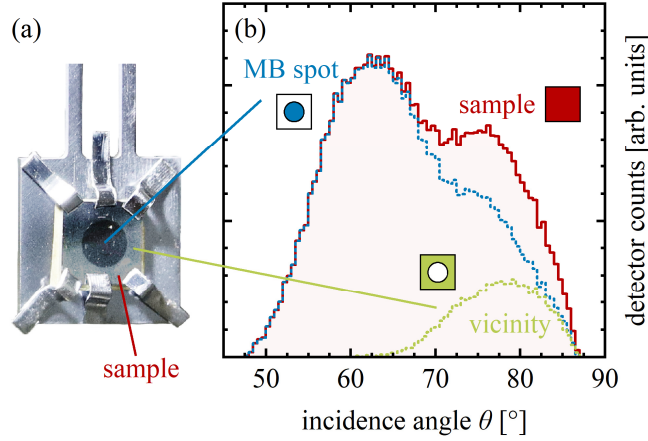 (a)
(b)
MB spot
sample
vicinity
sample
detector counts [arb. units]
50 60 70 80 90
incidence angle θ [°]